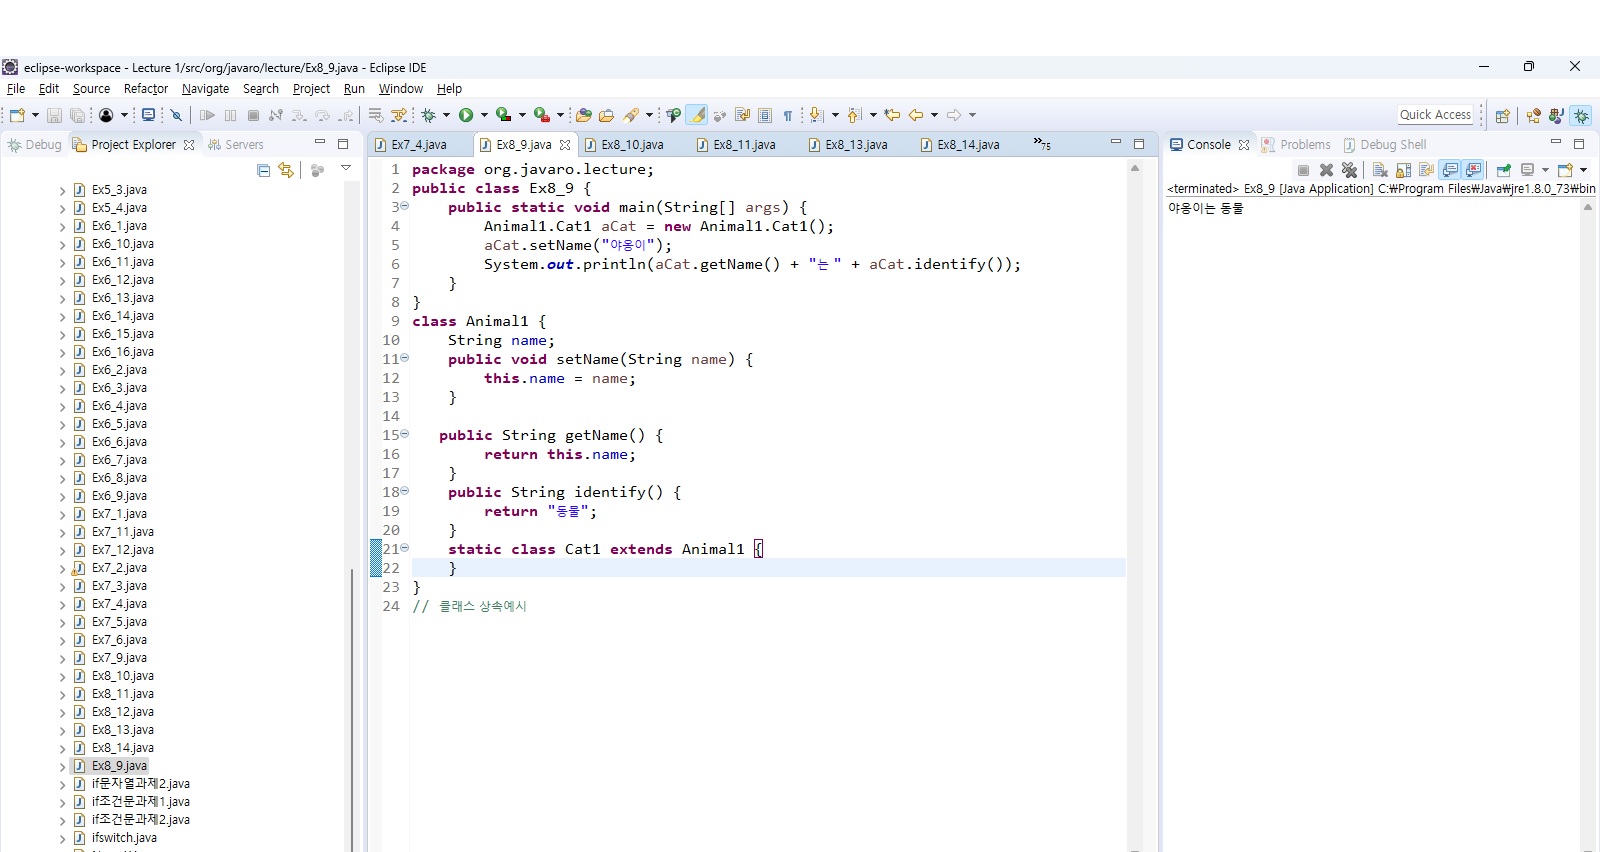 eclipse-workspace - Lecture 1/src/org/javaro/lecture/Ex8_9.java - Eclipse IDE
File Edit Source Refactor Navigate Search Project Run Window Help
Quick Access
Debug Project Explorer Servers
Ex5_3.java
Ex5_4.java
Ex6_1.java
Ex6_10.java
Ex6_11.java
Ex6_12.java
Ex6_13.java
Ex6_14.java
Ex6_15.java
Ex6_16.java
Ex6_2.java
Ex6_3.java
Ex6_4.java
Ex6_5.java
Ex6_6.java
Ex6_7.java
Ex6_8.java
Ex6_9.java
Ex7_1.java
Ex7_11.java
Ex7_12.java
Ex7_2.java
Ex7_3.java
Ex7_4.java
Ex7_5.java
Ex7_6.java
Ex7_9.java
Ex8_10.java
Ex8_11.java
Ex8_12.java
Ex8_13.java
Ex8_14.java
Ex8_9.java
if문자열과제2.java
if조건문과제1.java
if조건문과제2.java
ifswitch.java
Ex7_4.java Ex8_9.java Ex8_10.java Ex8_11.java Ex8_13.java Ex8_14.java »75
1 package org.javaro.lecture;
2 public class Ex8_9 {
3 public static void main(String[] args) {
4 Animal1.Cat1 aCat = new Animal1.Cat1();
5 aCat.setName("야옹이");
6 System.out.println(aCat.getName() + "는 " + aCat.identify());
7 }
8 }
9 class Animal1 {
10 String name;
11 public void setName(String name) {
12 this.name = name;
13 }
14
15 public String getName() {
16 return this.name;
17 }
18 public String identify() {
19 return "동물";
20 }
21 static class Cat1 extends Animal1 {
22 }
23 }
24 // 클래스 상속예시
Console Problems Debug Shell
<terminated> Ex8_9 [Java Application] C:₩Program Files₩Java₩jre1.8.0_73₩bin
야옹이는 동물